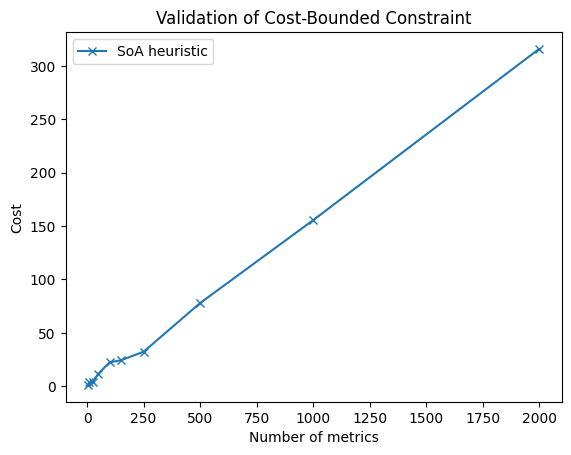 Validation of Cost-Bounded Constraint
SoA heuristic
300
250
200
150
100
50
0
Cost
0 250 500 750 1000 1250 1500 1750 2000
Number of metrics